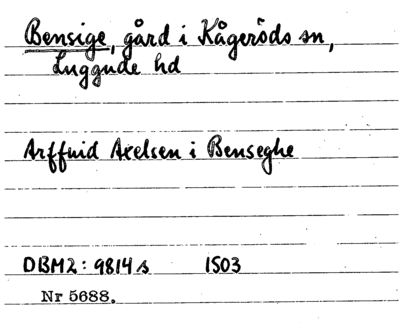 Bensige, gård i Kågeröds sn,
Luggude hd
Arffuid Axelsen i Benseghe
DBM2: 9814 s 1503
Nr 5688.